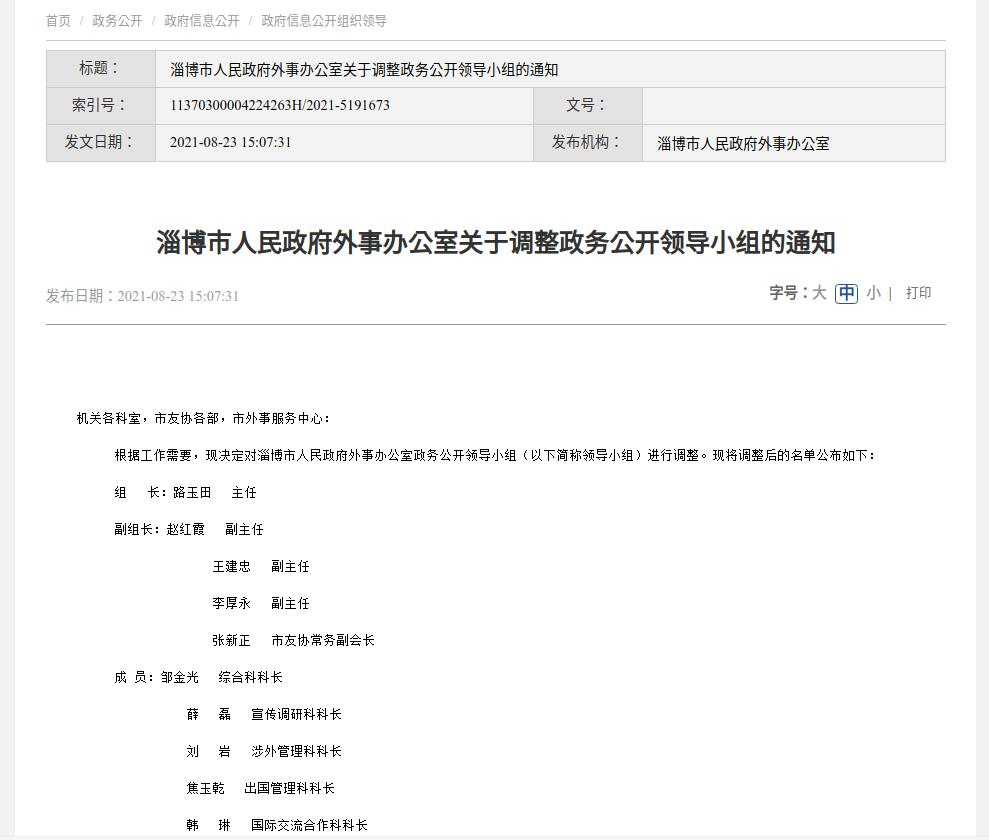 首页 / 政务公开 / 政府信息公开 / 政府信息公开组织领导
标题： 淄博市人民政府外事办公室关于调整政务公开领导小组的通知
索引号： 11370300004224263H/2021-5191673 文号：
发文日期： 2021-08-23 15:07:31 发布机构： 淄博市人民政府外事办公室
淄博市人民政府外事办公室关于调整政务公开领导小组的通知
发布日期：2021-08-23 15:07:31 字号：大 中 小 | 打印
机关各科室，市友协各部，市外事服务中心：
根据工作需要，现决定对淄博市人民政府外事办公室政务公开领导小组（以下简称领导小组）进行调整。现将调整后的名单公布如下：
组 长：路玉田 主任
副组长：赵红霞 副主任
王建忠 副主任
李厚永 副主任
张新正 市友协常务副会长
成 员：邹金光 综合科科长
薛 磊 宣传调研科科长
刘 岩 涉外管理科科长
焦玉乾 出国管理科科长
韩 琳 国际交流合作科科长